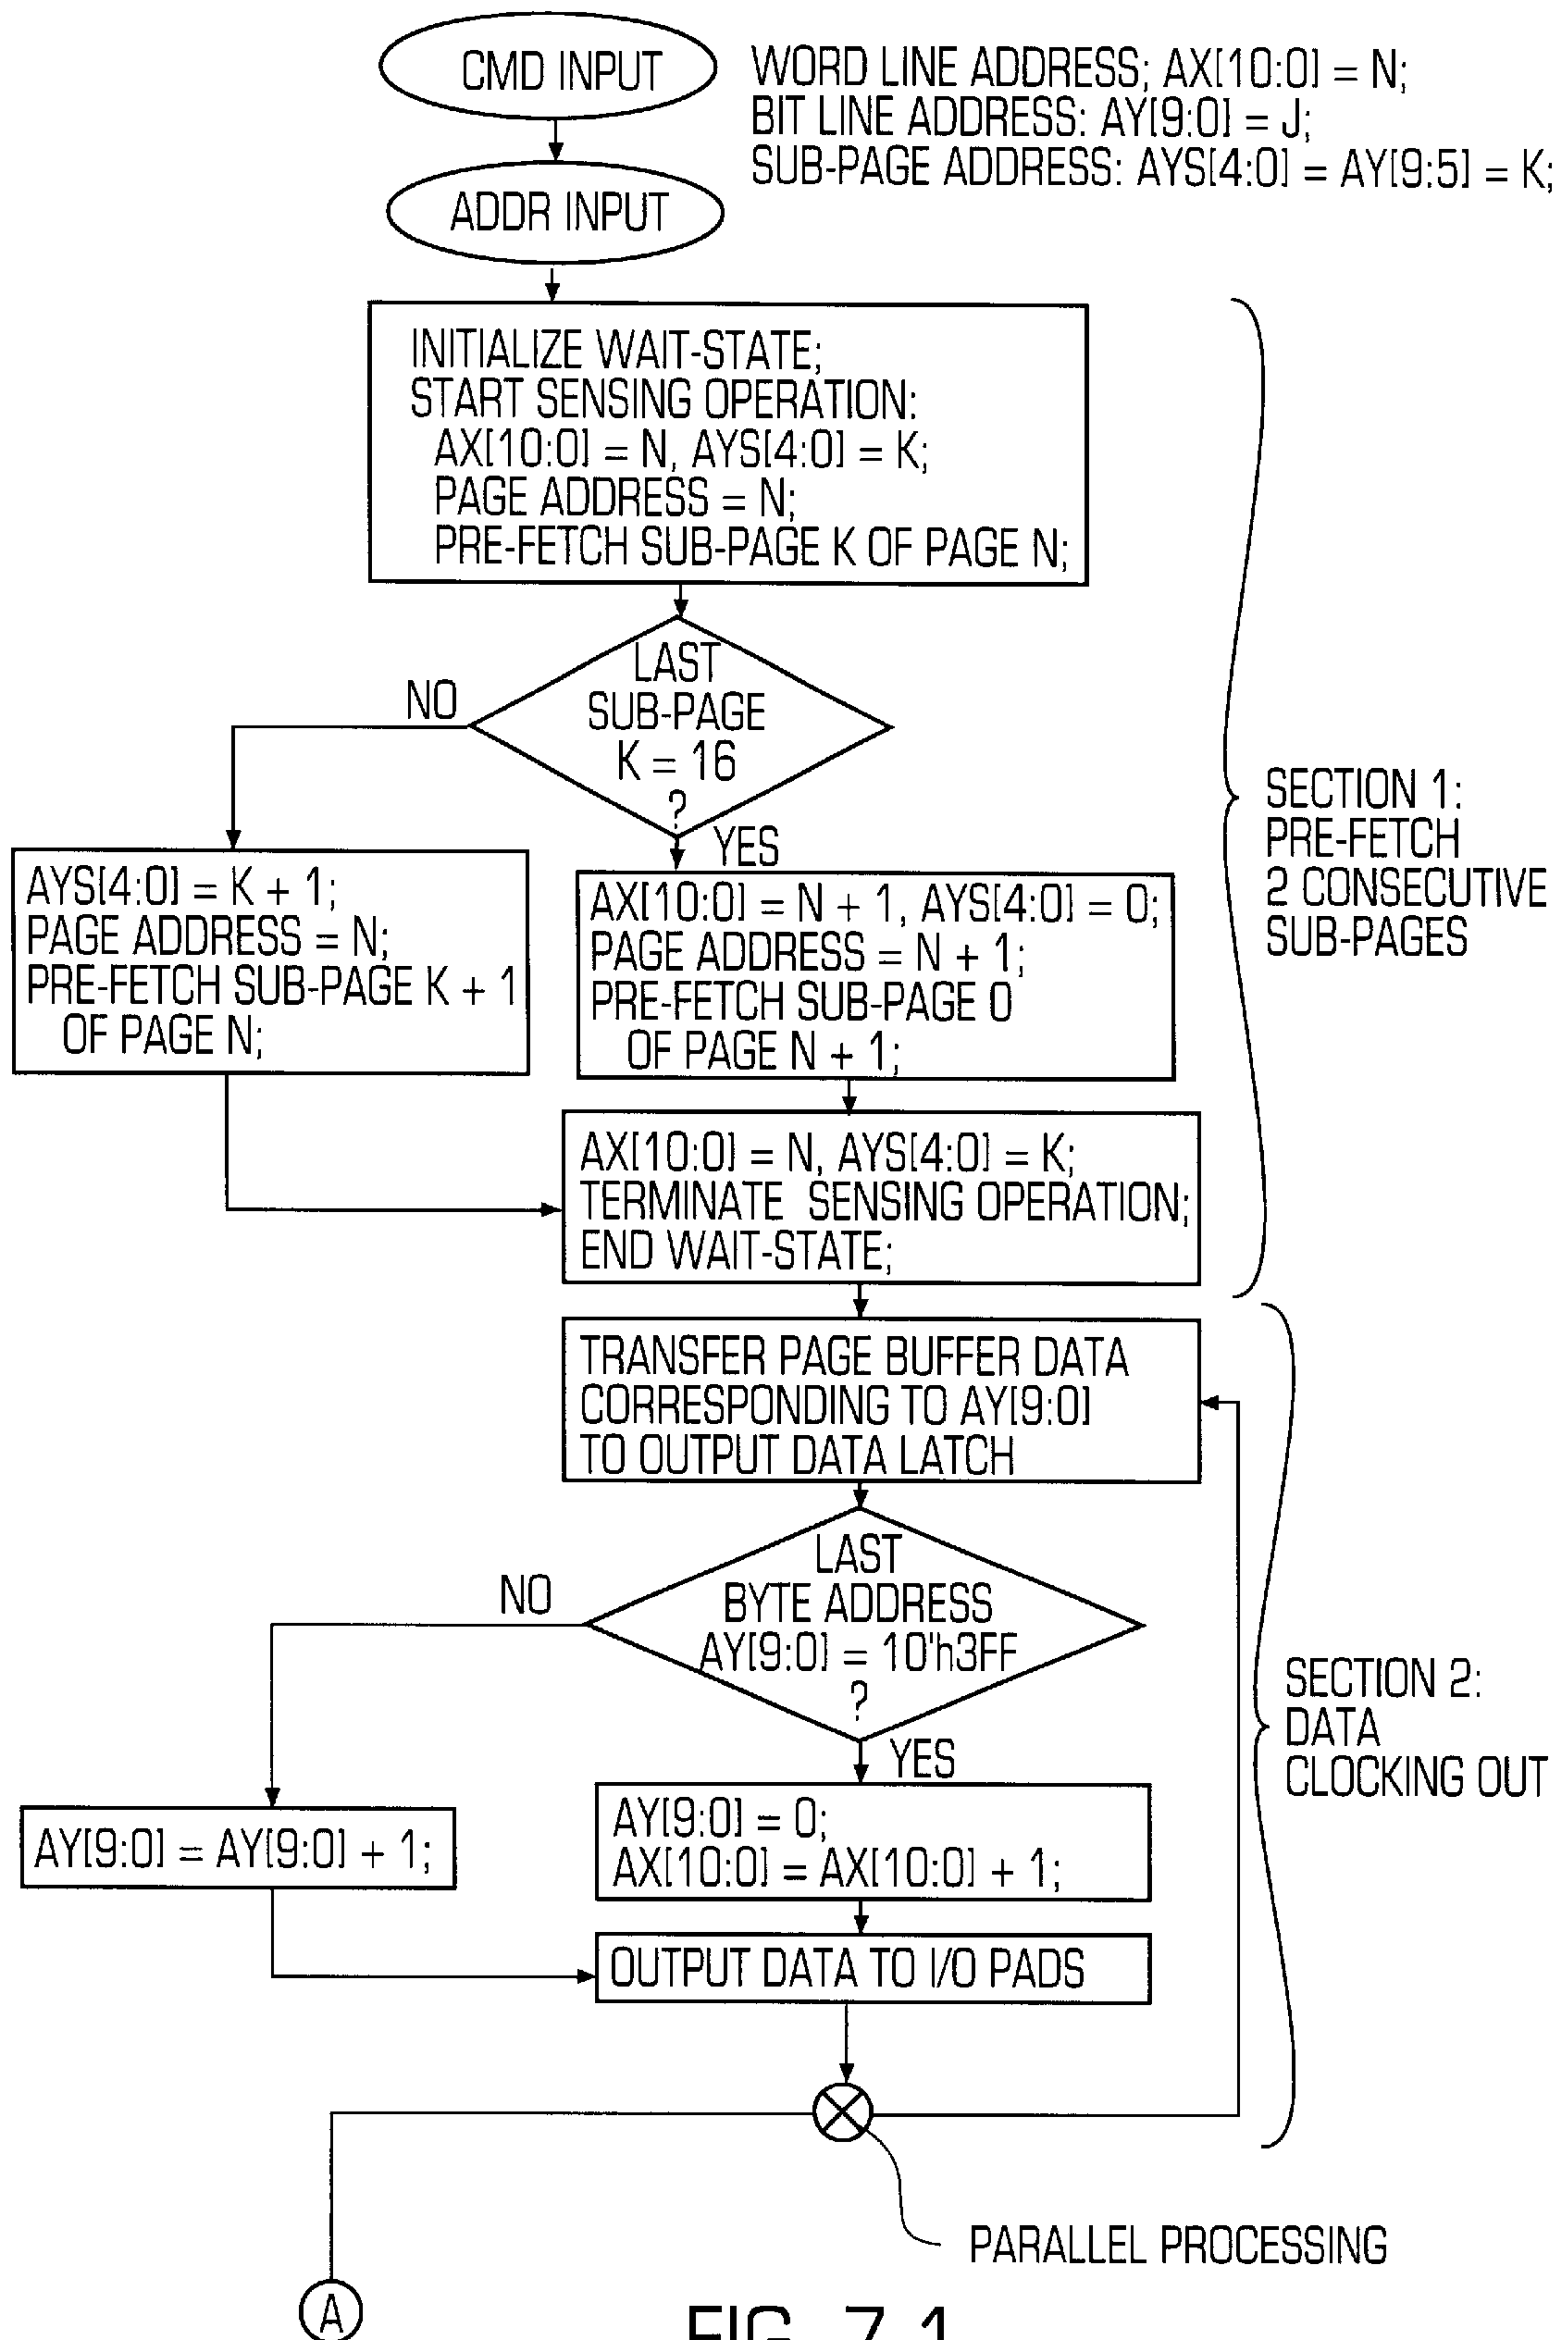 CMD INPUT
WORD LINE ADDRESS; AX[10:0] = N;
BIT LINE ADDRESS: AY[9:0] = J;
SUB-PAGE ADDRESS: AYS[4:0] = AY[9:5] = K;
ADDR INPUT
INITIALIZE WAIT-STATE;
START SENSING OPERATION:
AX[10:0] = N, AYS[4:0] = K;
PAGE ADDRESS = N;
PRE-FETCH SUB-PAGE K OF PAGE N;
LAST
SUB-PAGE
K = 16
?
NO
YES
AYS[4:0] = K + 1;
PAGE ADDRESS = N;
PRE-FETCH SUB-PAGE K + 1
OF PAGE N;
AX[10:0] = N + 1, AYS[4:0] = 0;
PAGE ADDRESS = N + 1;
PRE-FETCH SUB-PAGE 0
OF PAGE N + 1;
SECTION 1:
PRE-FETCH
2 CONSECUTIVE
SUB-PAGES
AX[10:0] = N, AYS[4:0] = K;
TERMINATE SENSING OPERATION;
END WAIT-STATE;
TRANSFER PAGE BUFFER DATA
CORRESPONDING TO AY[9:0]
TO OUTPUT DATA LATCH
LAST
BYTE ADDRESS
AY[9:0] = 10'h3FF
?
NO
YES
SECTION 2:
DATA
CLOCKING OUT
AY[9:0] = AY[9:0] + 1;
AY[9:0] = 0;
AX[10:0] = AX[10:0] + 1;
OUTPUT DATA TO I/O PADS
PARALLEL PROCESSING
A
FIG. 7.1